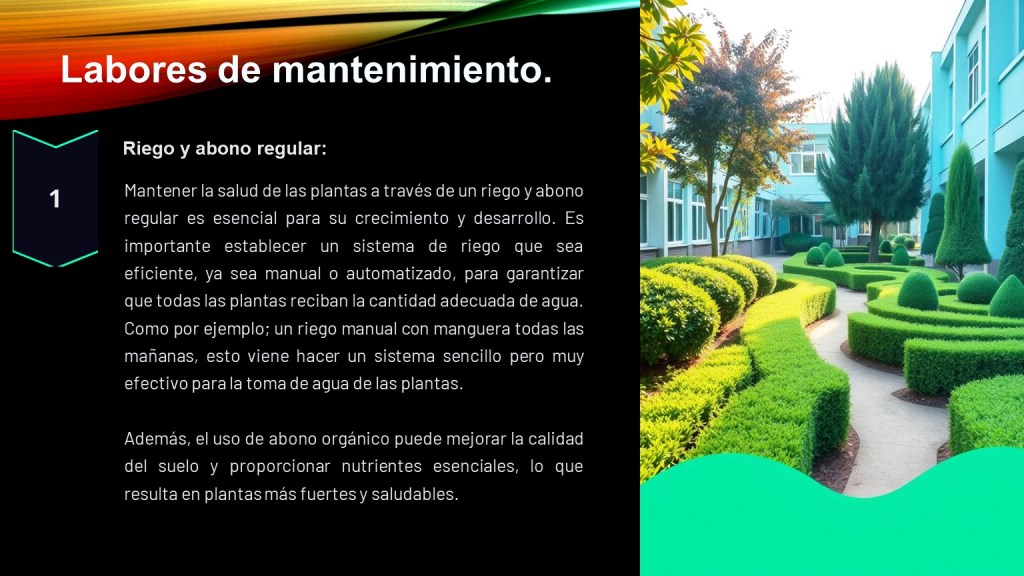 Labores de mantenimiento.
1
Riego y abono regular:
Mantener la salud de las plantas a través de un riego y abono
regular es esencial para su crecimiento y desarrollo. Es
importante establecer un sistema de riego que sea
eficiente, ya sea manual o automatizado, para garantizar
que todas las plantas reciban la cantidad adecuada de agua.
Como por ejemplo; un riego manual con manguera todas las
mañanas, esto viene hacer un sistema sencillo pero muy
efectivo para la toma de agua de las plantas.
Además, el uso de abono orgánico puede mejorar la calidad
del suelo y proporcionar nutrientes esenciales, lo que
resulta en plantas más fuertes y saludables.